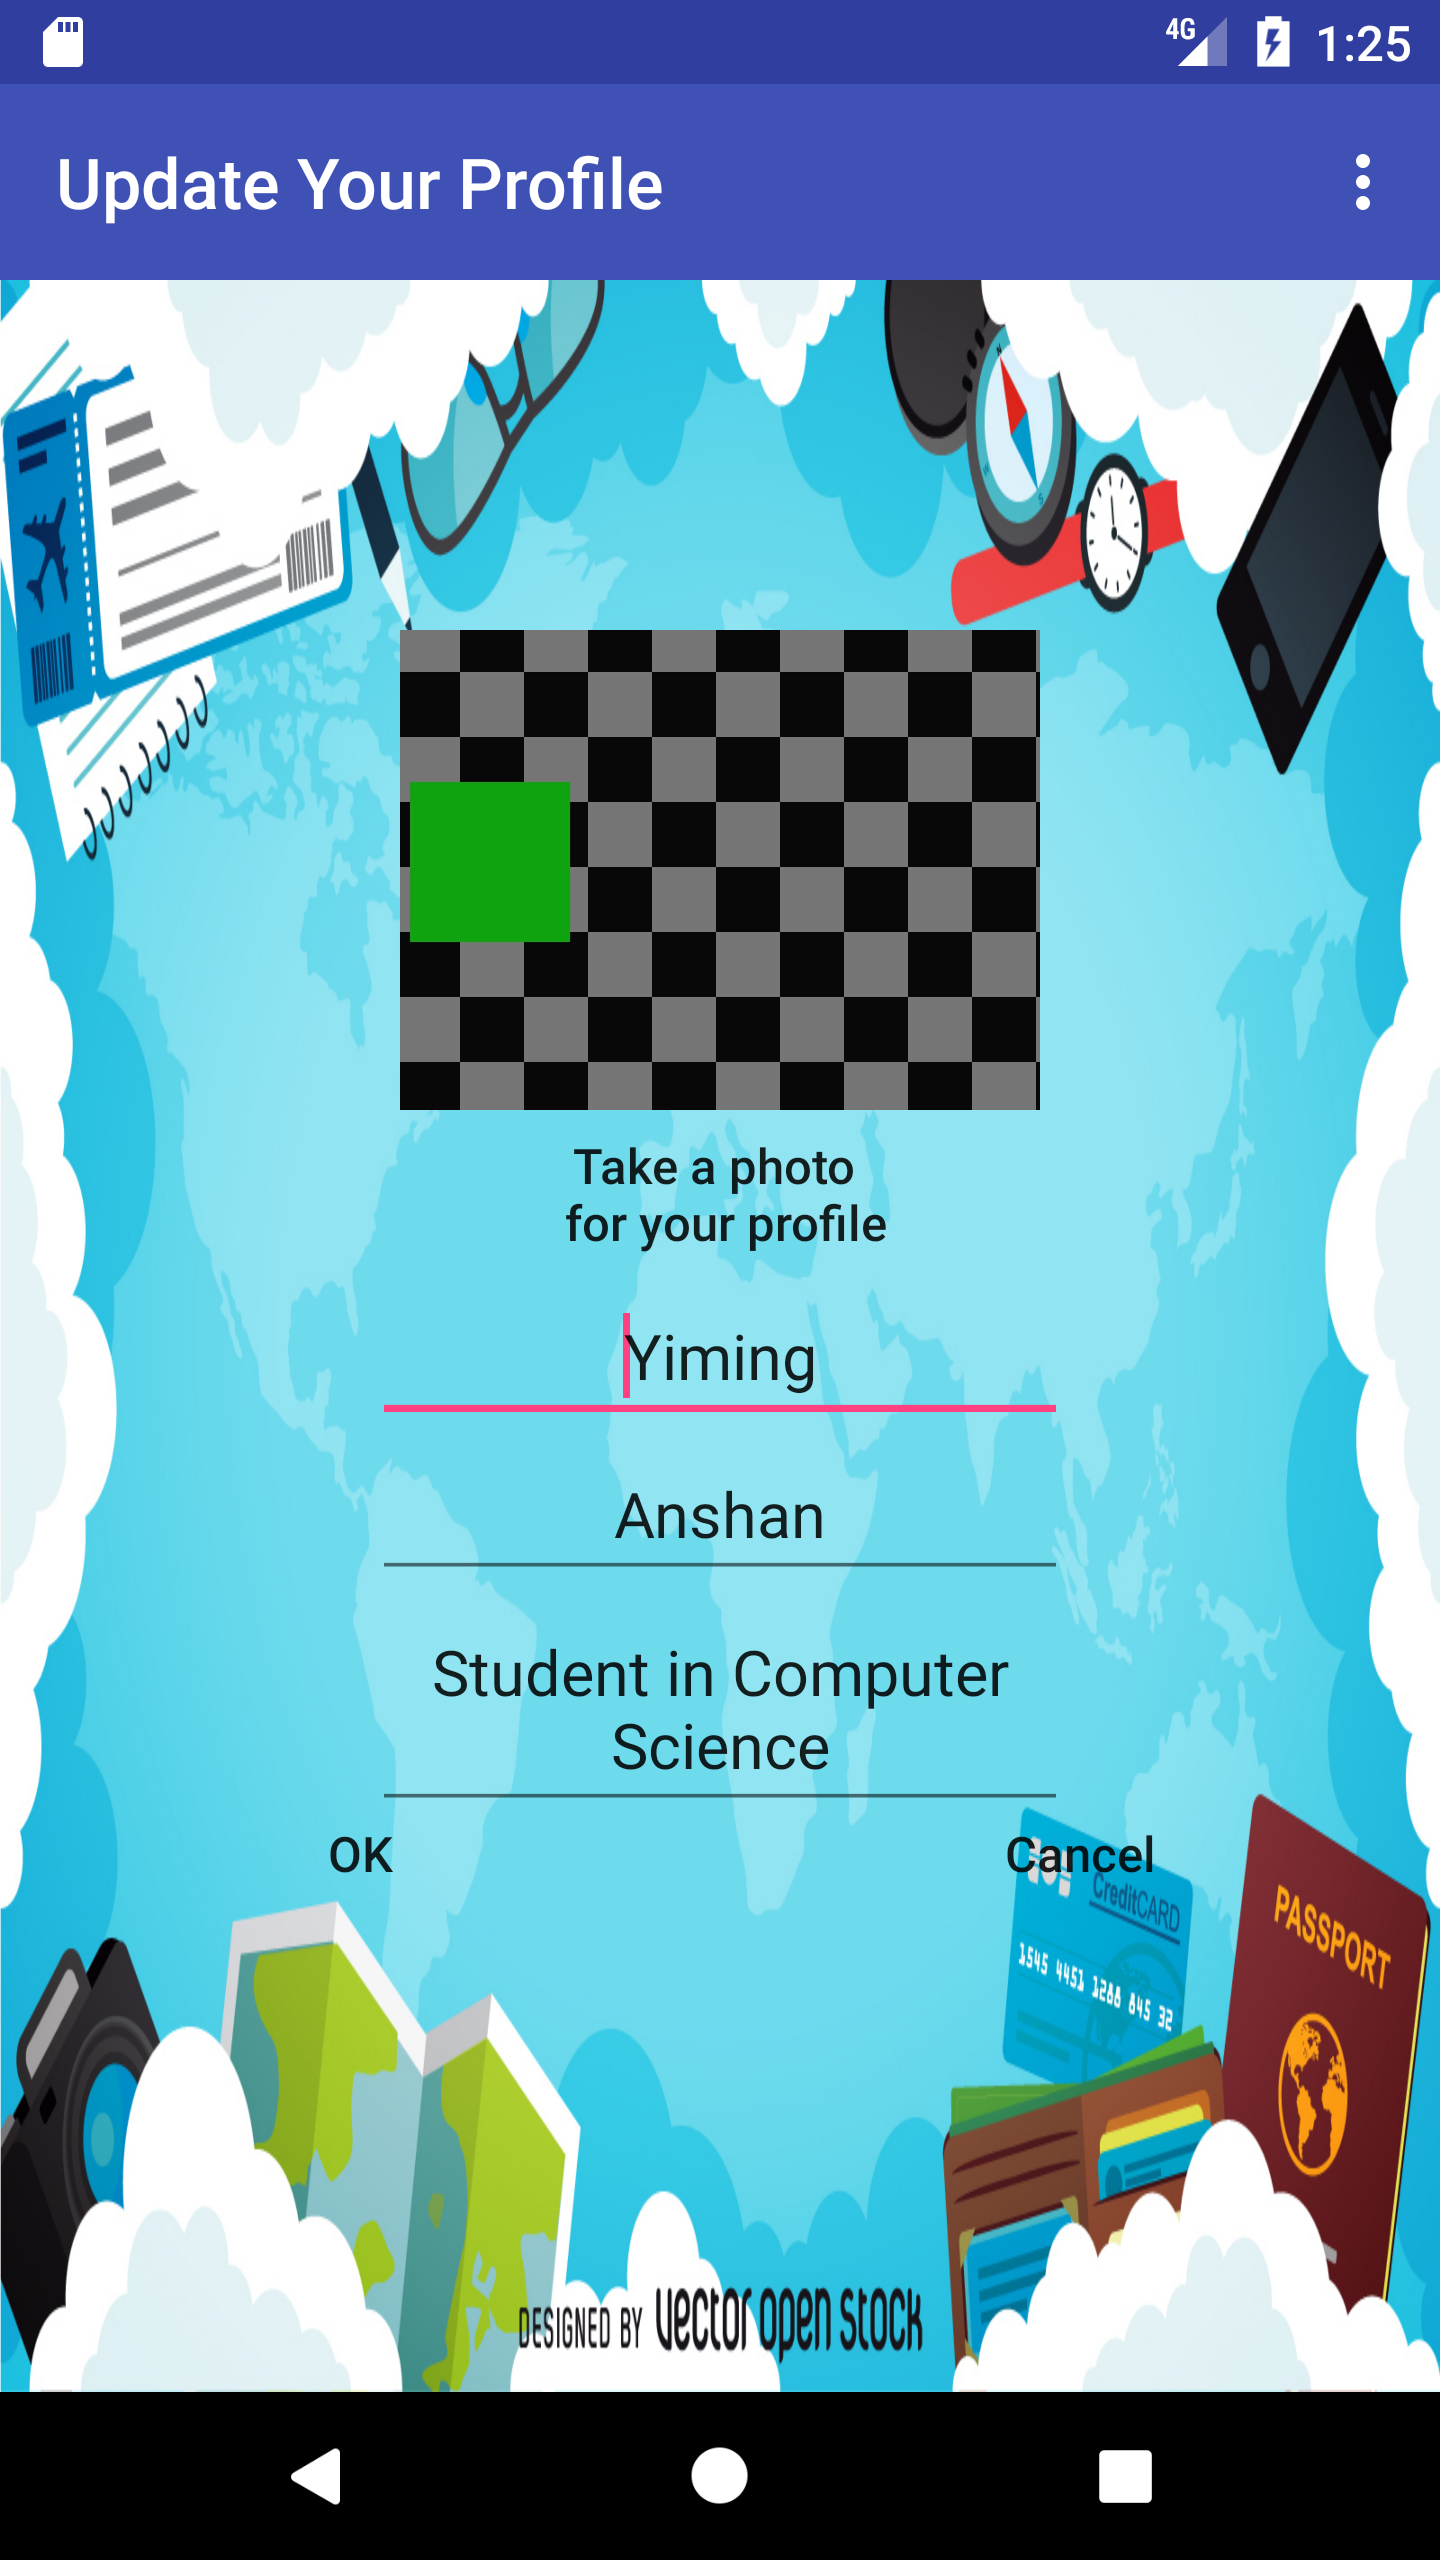 4G 1:25
Update Your Profile
Take a photo
for your profile
Yiming
Anshan
Student in Computer
Science
OK Cancel
CreditCARD
1545 4451 1288 845 32
PASSPORT
DESIGNED BY vector open stock